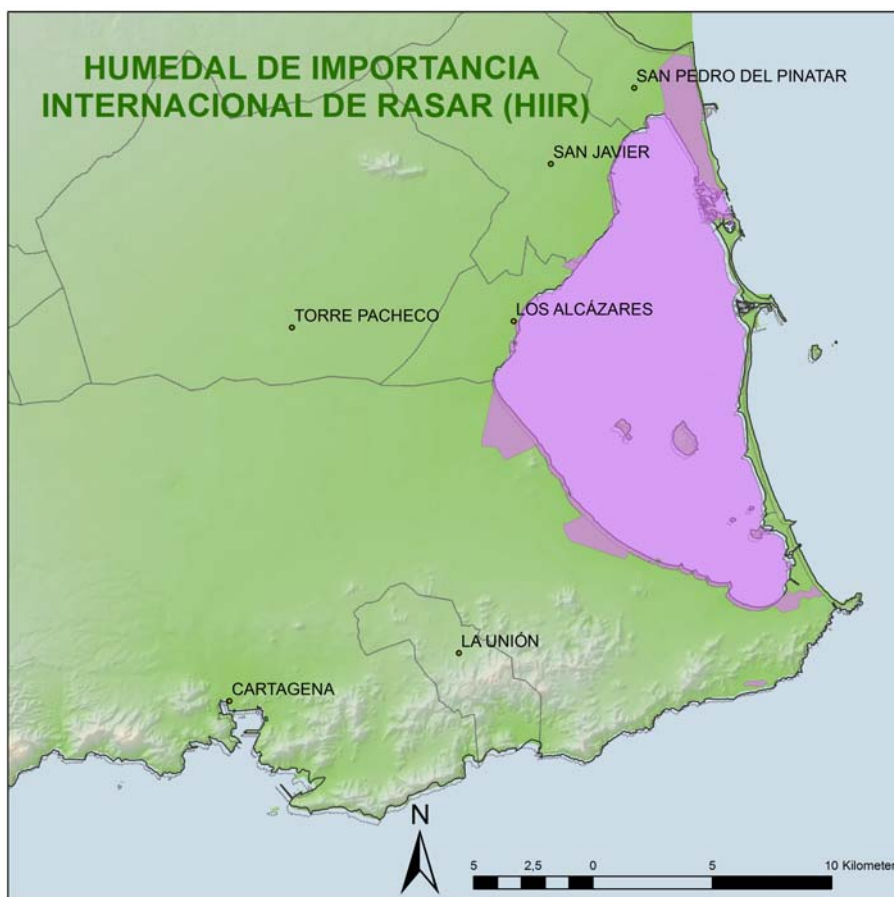 HUMEDAL DE IMPORTANCIA
INTERNACIONAL DE RASAR (HIIR)
SAN PEDRO DEL PINATAR
SAN JAVIER
TORRE PACHECO
LOS ALCÁZARES
LA UNIÓN
CARTAGENA
N
5 2,5 0 5 10 Kilometer